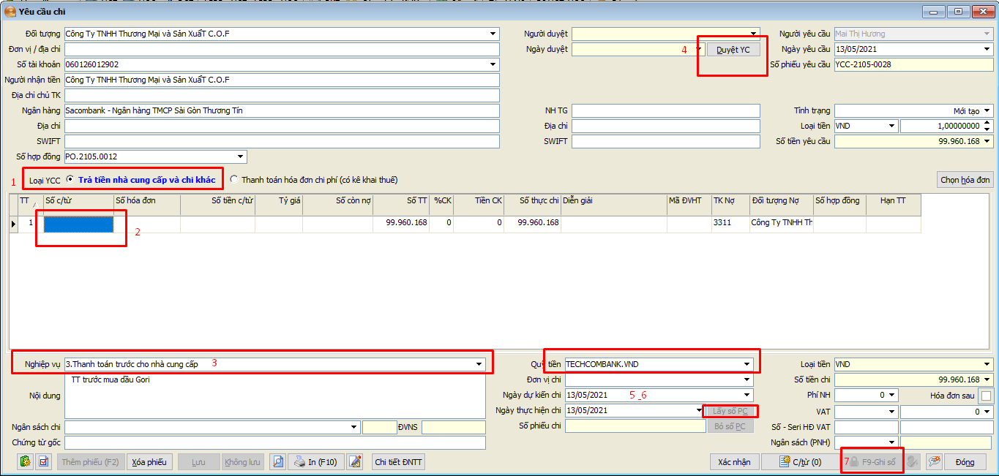 Yêu cầu chi
Đối tượng Công Ty TNHH Thương Mại và Sản XuấT C.O.F Người duyệt Người yêu cầu Mai Thị Hương
Đơn vị / địa chỉ Ngày duyệt 4 Duyệt YC Ngày yêu cầu 13/05/2021
Số tài khoản 060126012902 Số phiếu yêu cầu YCC-2105-0028
Người nhận tiền Công Ty TNHH Thương Mại và Sản XuấT C.O.F
Địa chỉ chủ TK
Ngân hàng Sacombank - Ngân hàng TMCP Sài Gòn Thương Tín NH TG Tình trạng Mới tạo
Địa chỉ Địa chỉ Loại tiền VND 1,00000000
SWIFT SWIFT Số tiền yêu cầu 99.960.168
Số hợp đồng PO.2105.0012
1 Loại YCC Trả tiền nhà cung cấp và chi khác Thanh toán hóa đơn chi phí (có kê khai thuế) Chọn hóa đơn
TT Số c/từ Số hóa đơn Số tiền c/từ Tỷ giá Số còn nợ Số TT %CK Tiền CK Số thực chi Diễn giải Mã ĐVHT TK Nợ Đối tượng Nợ Số hợp đồng Hạn TT
1 99.960.168 0 0 99.960.168 3311 Công Ty TNHH Th
2
Nghiệp vụ 3.Thanh toán trước cho nhà cung cấp 3 Quỹ tiền TECHCOMBANK.VND Loại tiền VND
TT trước mua dầu Gori Đơn vị chi Số tiền chi 99.960.168
Nội dung Ngày dự kiến chi 13/05/2021 5_6 Phí NH 0 Hóa đơn sau
Ngày thực hiện chi 13/05/2021 Lấy số PC VAT 0
Ngân sách chi ĐVNS Số phiếu chi Bỏ số PC Số - Seri HĐ VAT
Chứng từ gốc Ngân sách (PNH)
Thêm phiếu (F2) Xóa phiếu Lưu Không lưu In (F10) Chi tiết ĐNTT Xác nhận C/từ (0) 7 F9-Ghi sổ Đóng